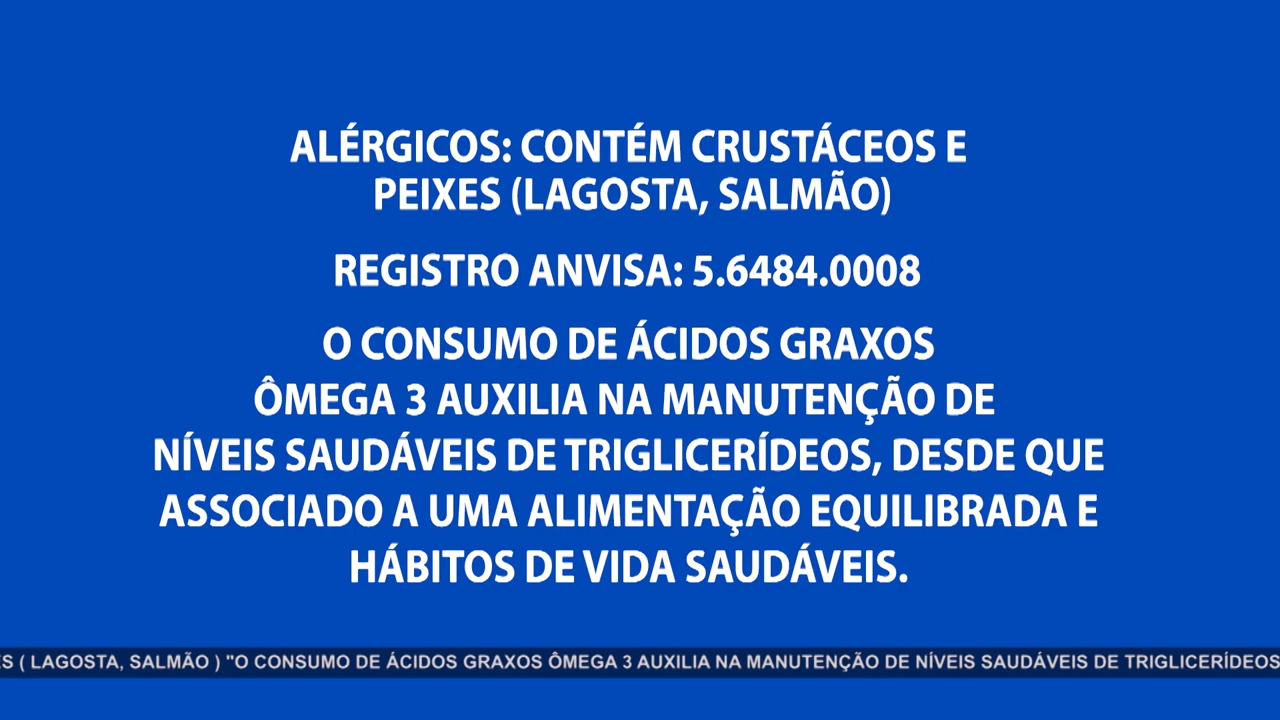 ALÉRGICOS: CONTÉM CRUSTÁCEOS E
PEIXES (LAGOSTA, SALMÃO)
REGISTRO ANVISA: 5.6484.0008
O CONSUMO DE ÁCIDOS GRAXOS
ÔMEGA 3 AUXILIA NA MANUTENÇÃO DE
NÍVEIS SAUDÁVEIS DE TRIGLICERÍDEOS, DESDE QUE
ASSOCIADO A UMA ALIMENTAÇÃO EQUILIBRADA E
HÁBITOS DE VIDA SAUDÁVEIS.
ES ( LAGOSTA, SALMÃO ) "O CONSUMO DE ÁCIDOS GRAXOS ÔMEGA 3 AUXILIA NA MANUTENÇÃO DE NÍVEIS SAUDÁVEIS DE TRIGLICERÍDEOS